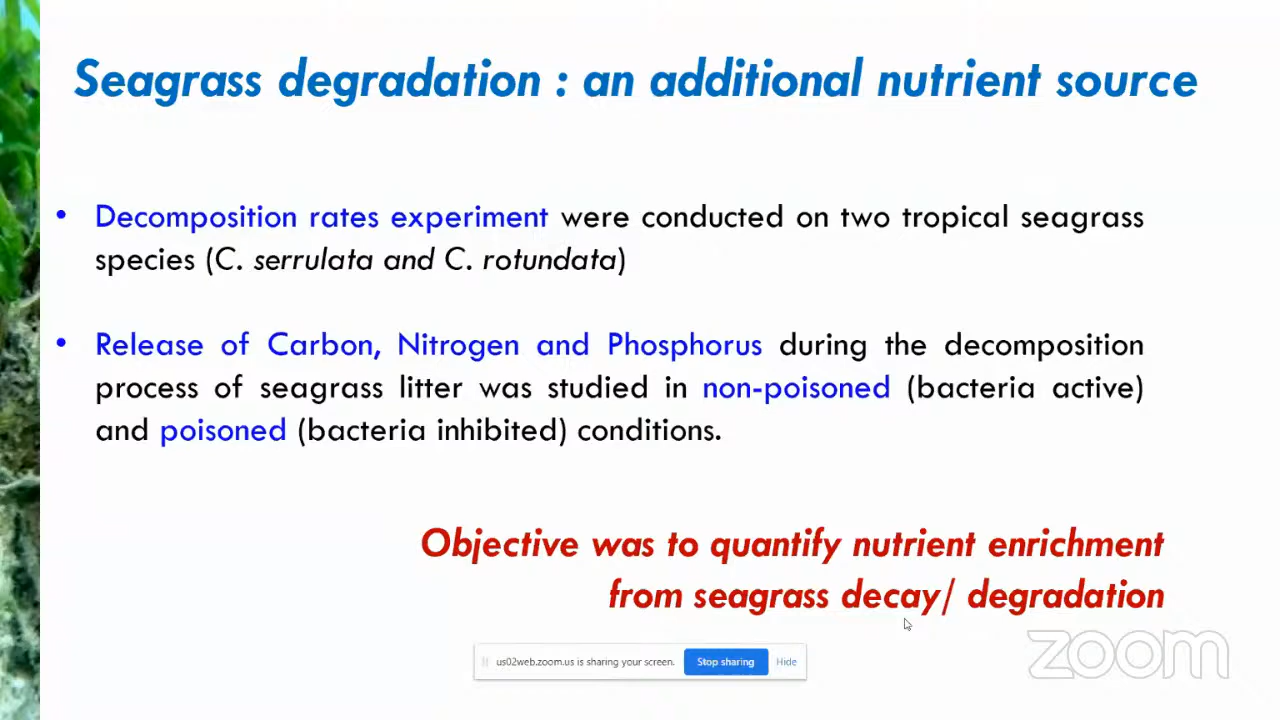 Seagrass degradation : an additional nutrient source
• Decomposition rates experiment were conducted on two tropical seagrass
species (C. serrulata and C. rotundata)
• Release of Carbon, Nitrogen and Phosphorus during the decomposition
process of seagrass litter was studied in non-poisoned (bacteria active)
and poisoned (bacteria inhibited) conditions.
Objective was to quantify nutrient enrichment
from seagrass decay/ degradation
us02web.zoom.us is sharing your screen. Stop sharing Hide
zoom